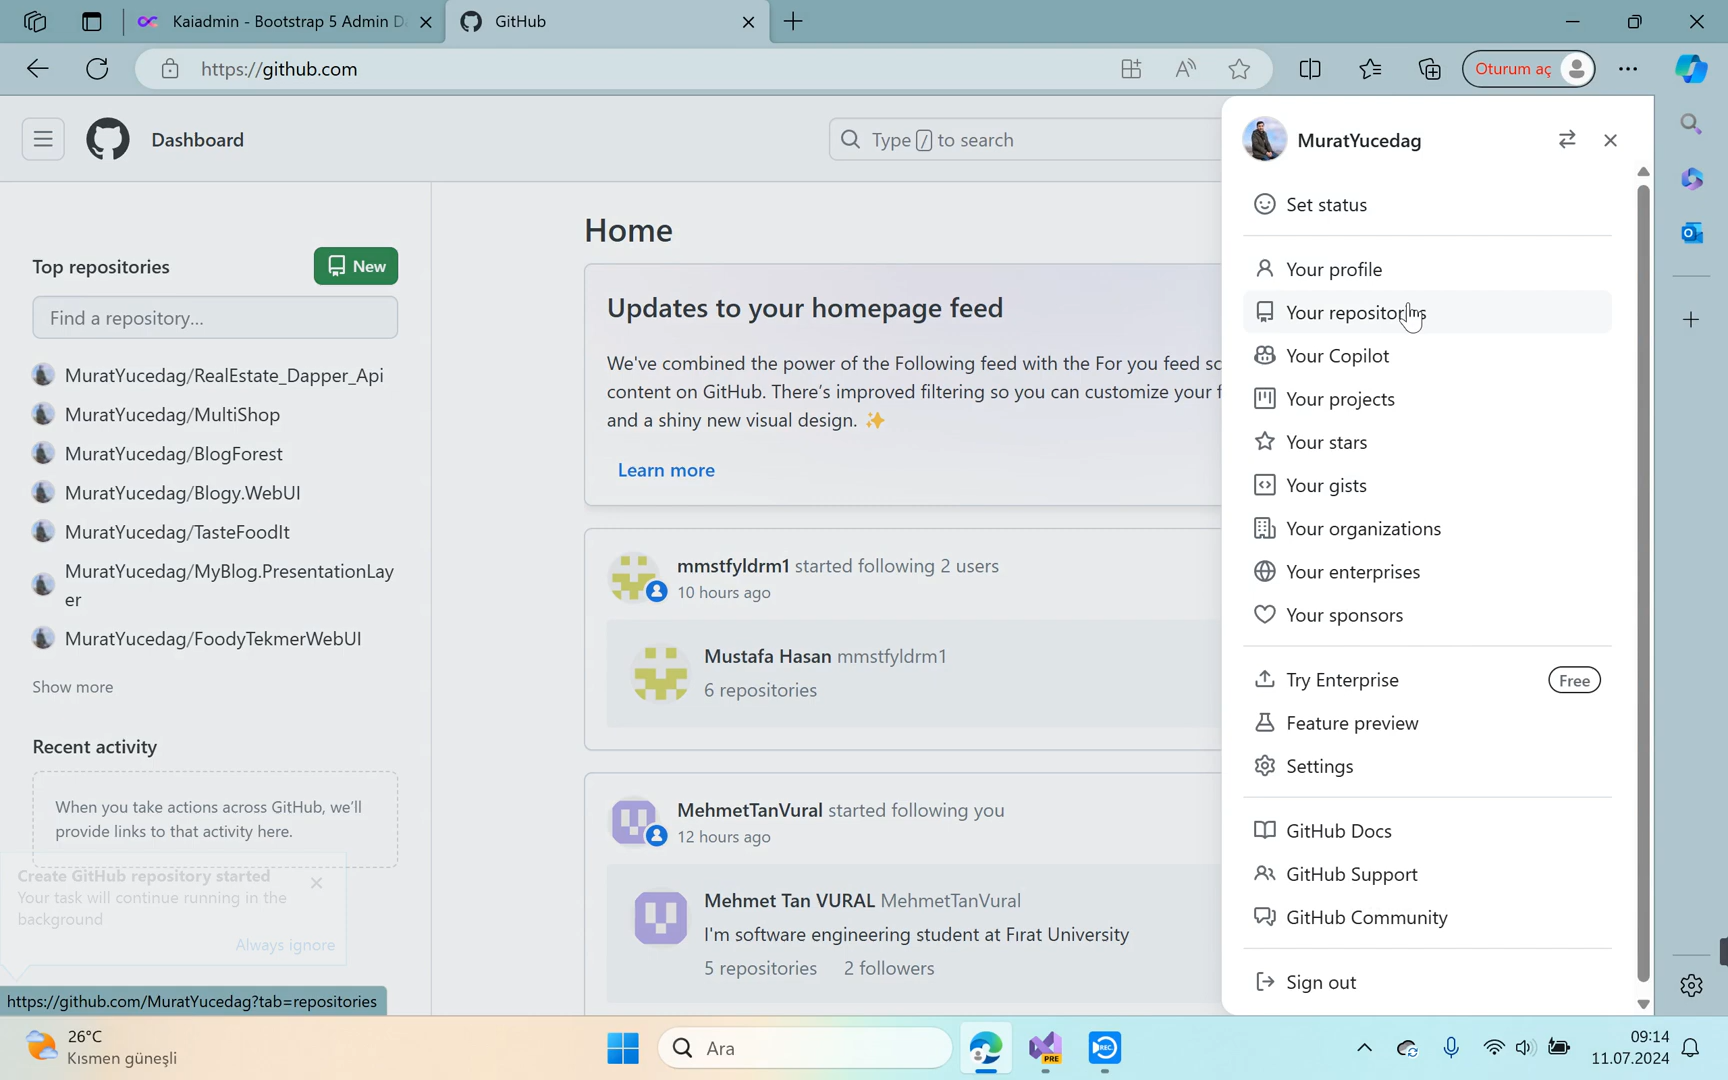 Kaiadmin - Bootstrap 5 Admin Da
GitHub
https://github.com
Oturum aç
Dashboard
Type / to search
Top repositories
New
Find a repository...
MuratYucedag/RealEstate_Dapper_Api
MuratYucedag/MultiShop
MuratYucedag/BlogForest
MuratYucedag/Blogy.WebUI
MuratYucedag/TasteFoodIt
MuratYucedag/MyBlog.PresentationLay
er
MuratYucedag/FoodyTekmerWebUI
Show more
Recent activity
When you take actions across GitHub, we'll
provide links to that activity here.
Create GitHub repository started
Your task will continue running in the
background
Always ignore
https://github.com/MuratYucedag?tab=repositories
Home
Updates to your homepage feed
We've combined the power of the Following feed with the For you feed so
content on GitHub. There's improved filtering so you can customize your f
and a shiny new visual design. ✨
Learn more
mmstfyldrm1 started following 2 users
10 hours ago
Mustafa Hasan mmstfyldrm1
6 repositories
MehmetTanVural started following you
12 hours ago
Mehmet Tan VURAL MehmetTanVural
I'm software engineering student at Fırat University
5 repositories 2 followers
MuratYucedag
Set status
Your profile
Your repositories
Your Copilot
Your projects
Your stars
Your gists
Your organizations
Your enterprises
Your sponsors
Try Enterprise Free
Feature preview
Settings
GitHub Docs
GitHub Support
GitHub Community
Sign out
26°C
Kısmen güneşli
Ara
PRE
REC
09:14
11.07.2024